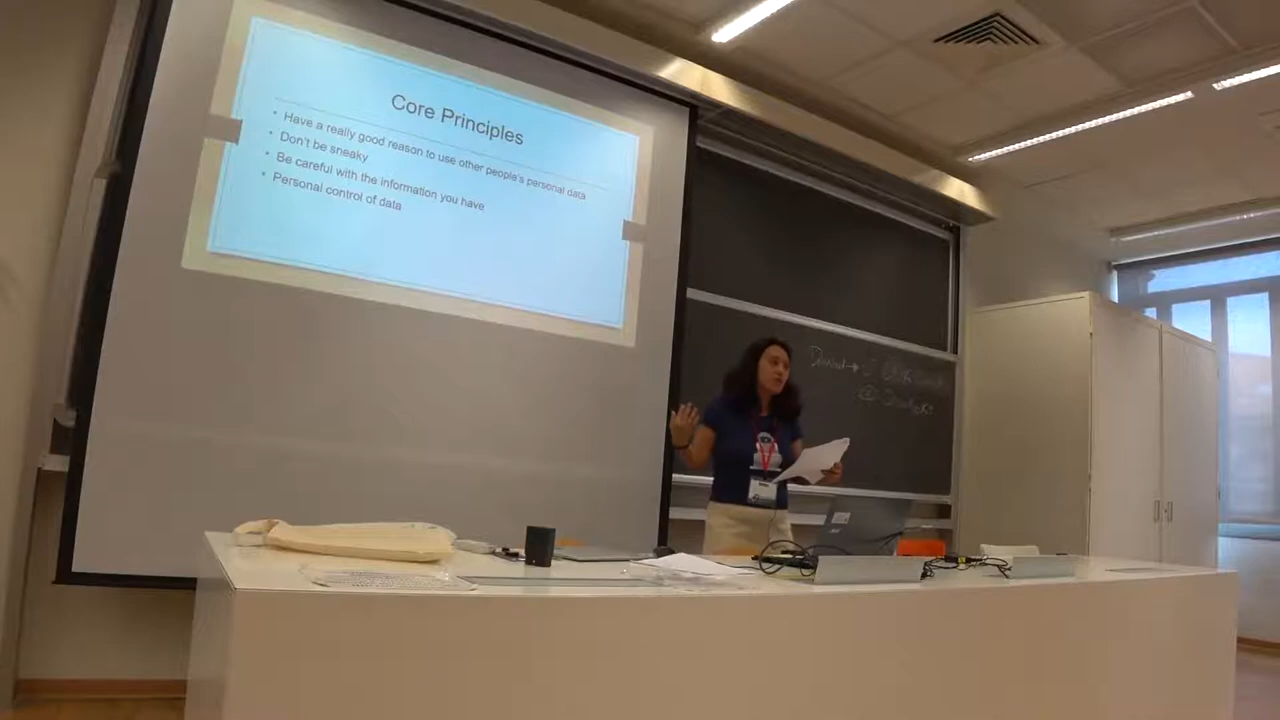 Core Principles
• Have a really good reason to use other people's personal data
• Don't be sneaky
• Be careful with the information you have
• Personal control of data